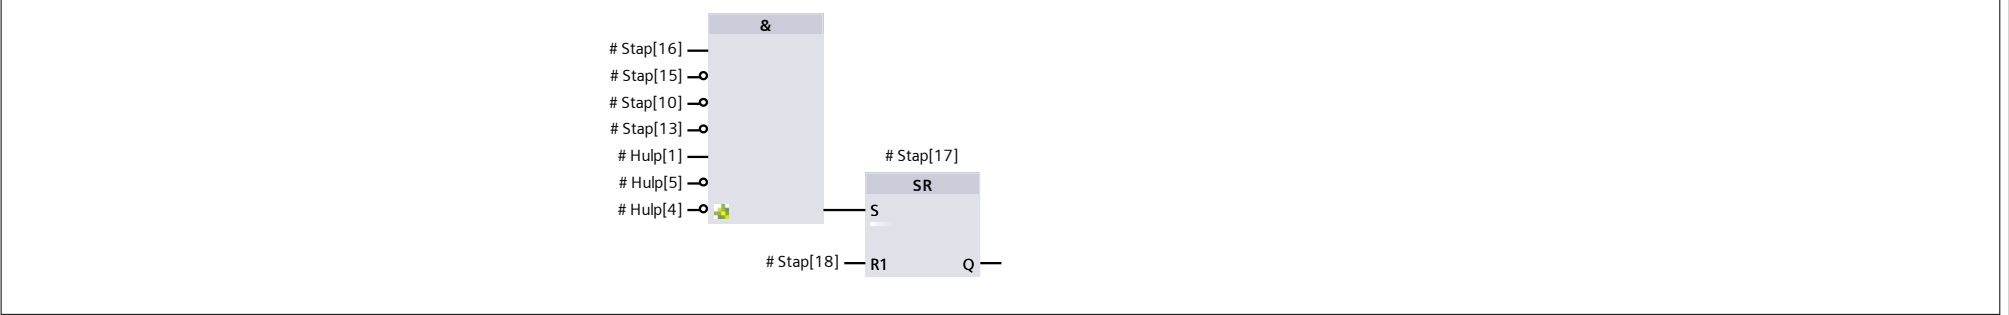 &
# Stap[16]
# Stap[15]
# Stap[10]
# Stap[13]
# Hulp[1]
# Hulp[5]
# Hulp[4]
# Stap[17]
SR
S
# Stap[18]
R1
Q